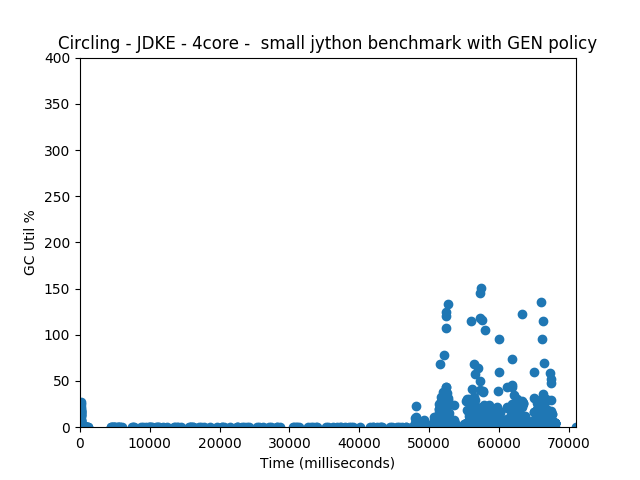 Circling - JDKE - 4core -  small jython benchmark with GEN policy
400
350
300
250
200
150
100
50
0
GC Util %
0 10000 20000 30000 40000 50000 60000 70000
Time (milliseconds)